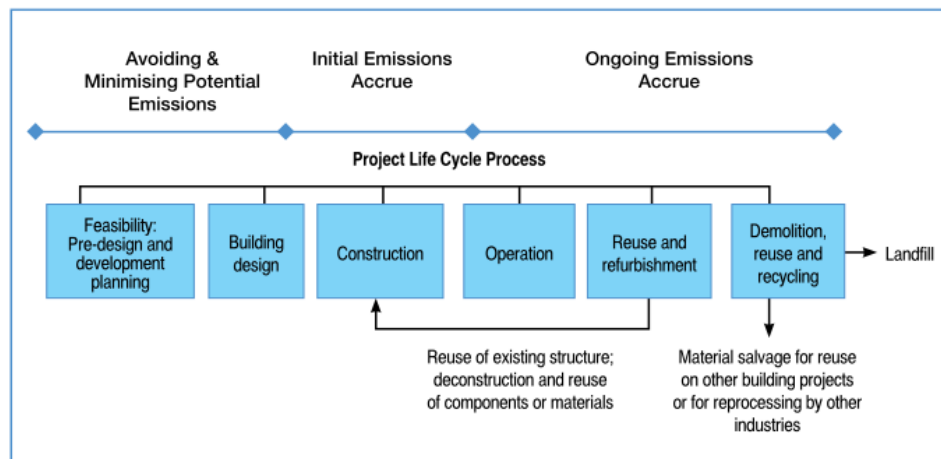 Avoiding &
Minimising Potential
Emissions
Initial Emissions
Accrue
Ongoing Emissions
Accrue
Project Life Cycle Process
Feasibility:
Pre-design and
development
planning
Building
design
Construction
Operation
Reuse and
refurbishment
Demolition,
reuse and
recycling
Landfill
Reuse of existing structure;
deconstruction and reuse
of components or materials
Material salvage for reuse
on other building projects
or for reprocessing by other
industries